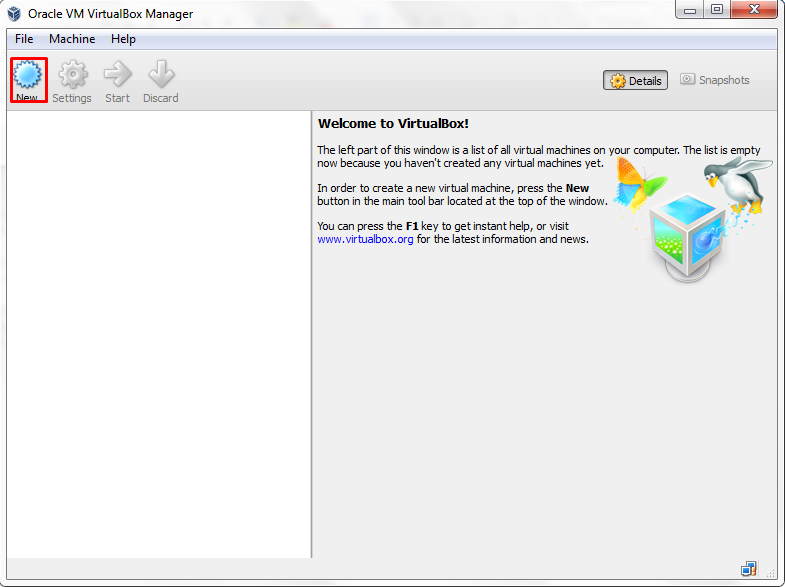 Oracle VM VirtualBox Manager
File Machine Help
New Settings Start Discard
Details Snapshots
Welcome to VirtualBox!
The left part of this window is a list of all virtual machines on your computer. The list is empty
now because you haven't created any virtual machines yet.
In order to create a new virtual machine, press the New
button in the main tool bar located at the top of the window.
You can press the F1 key to get instant help, or visit
www.virtualbox.org for the latest information and news.